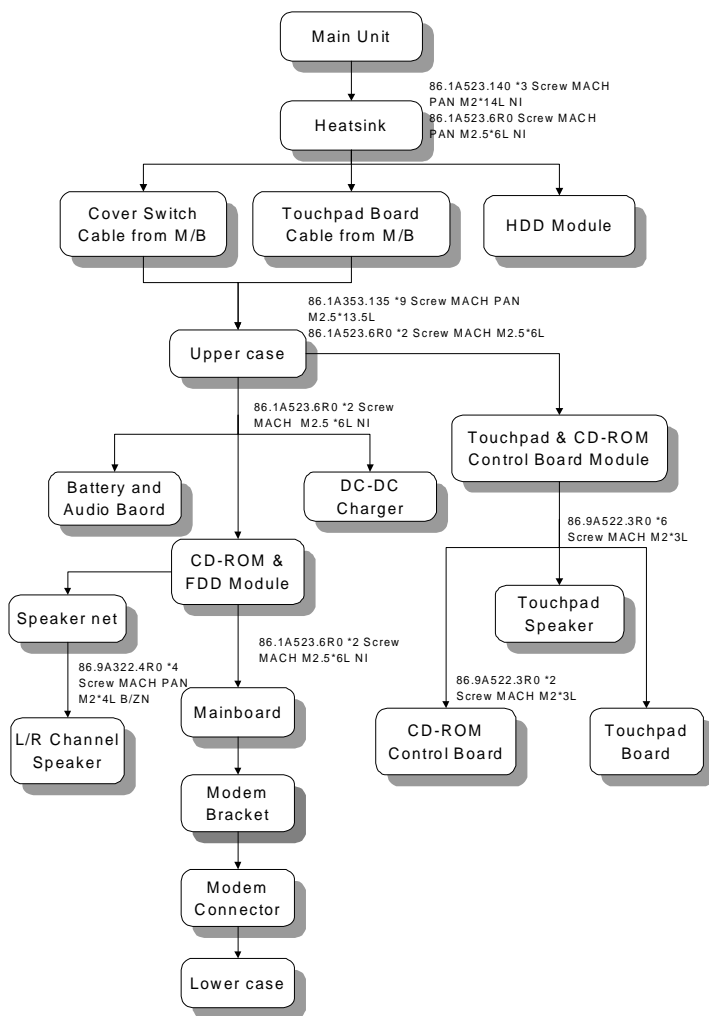 Main Unit
86.1A523.140 *3 Screw MACH
PAN M2*14L NI
86.1A523.6R0 Screw MACH
PAN M2.5*6L NI
Heatsink
Cover Switch
Cable from M/B
Touchpad Board
Cable from M/B
HDD Module
86.1A353.135 *9 Screw MACH PAN
M2.5*13.5L
86.1A523.6R0 *2 Screw MACH M2.5*6L
Upper case
86.1A523.6R0 *2 Screw
MACH M2.5 *6L NI
Touchpad & CD-ROM
Control Board Module
Battery and
Audio Baord
DC-DC
Charger
86.9A522.3R0 *6
Screw MACH M2*3L
CD-ROM &
FDD Module
Speaker net
Touchpad
Speaker
86.1A523.6R0 *2 Screw
MACH M2.5*6L NI
86.9A322.4R0 *4
Screw MACH PAN
M2*4L B/ZN
86.9A522.3R0 *2
Screw MACH M2*3L
Mainboard
L/R Channel
Speaker
CD-ROM
Control Board
Touchpad
Board
Modem
Bracket
Modem
Connector
Lower case